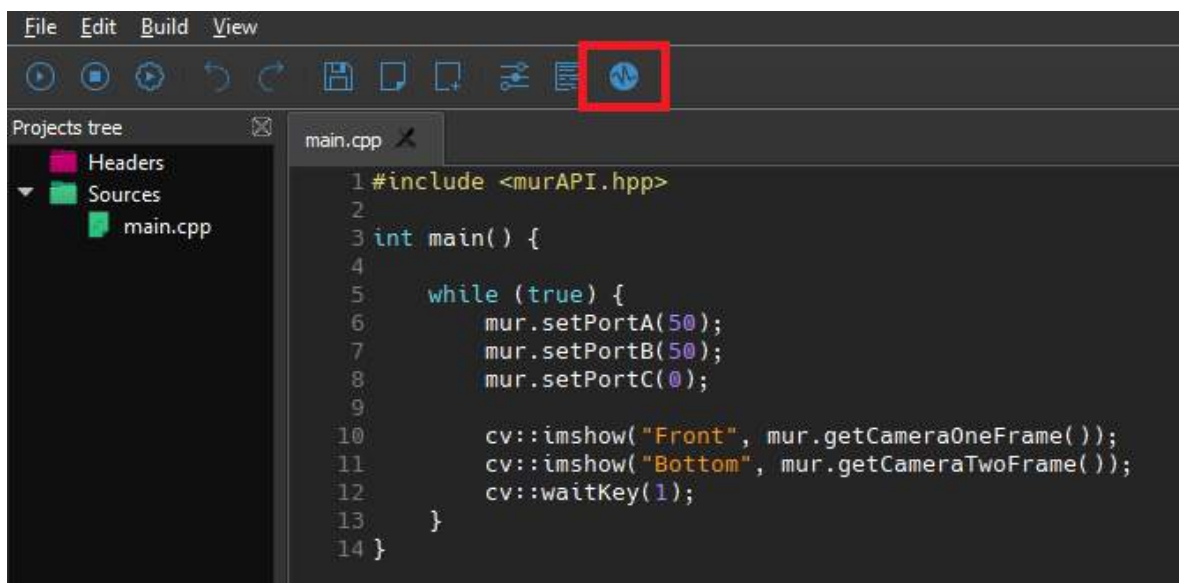 File Edit Build View
Projects tree
Headers
Sources
main.cpp
main.cpp
1 #include <murAPI.hpp>
2
3 int main() {
4
5     while (true) {
6         mur.setPortA(50);
7         mur.setPortB(50);
8         mur.setPortC(0);
9
10         cv::imshow("Front", mur.getCameraOneFrame());
11         cv::imshow("Bottom", mur.getCameraTwoFrame());
12         cv::waitKey(1);
13     }
14 }